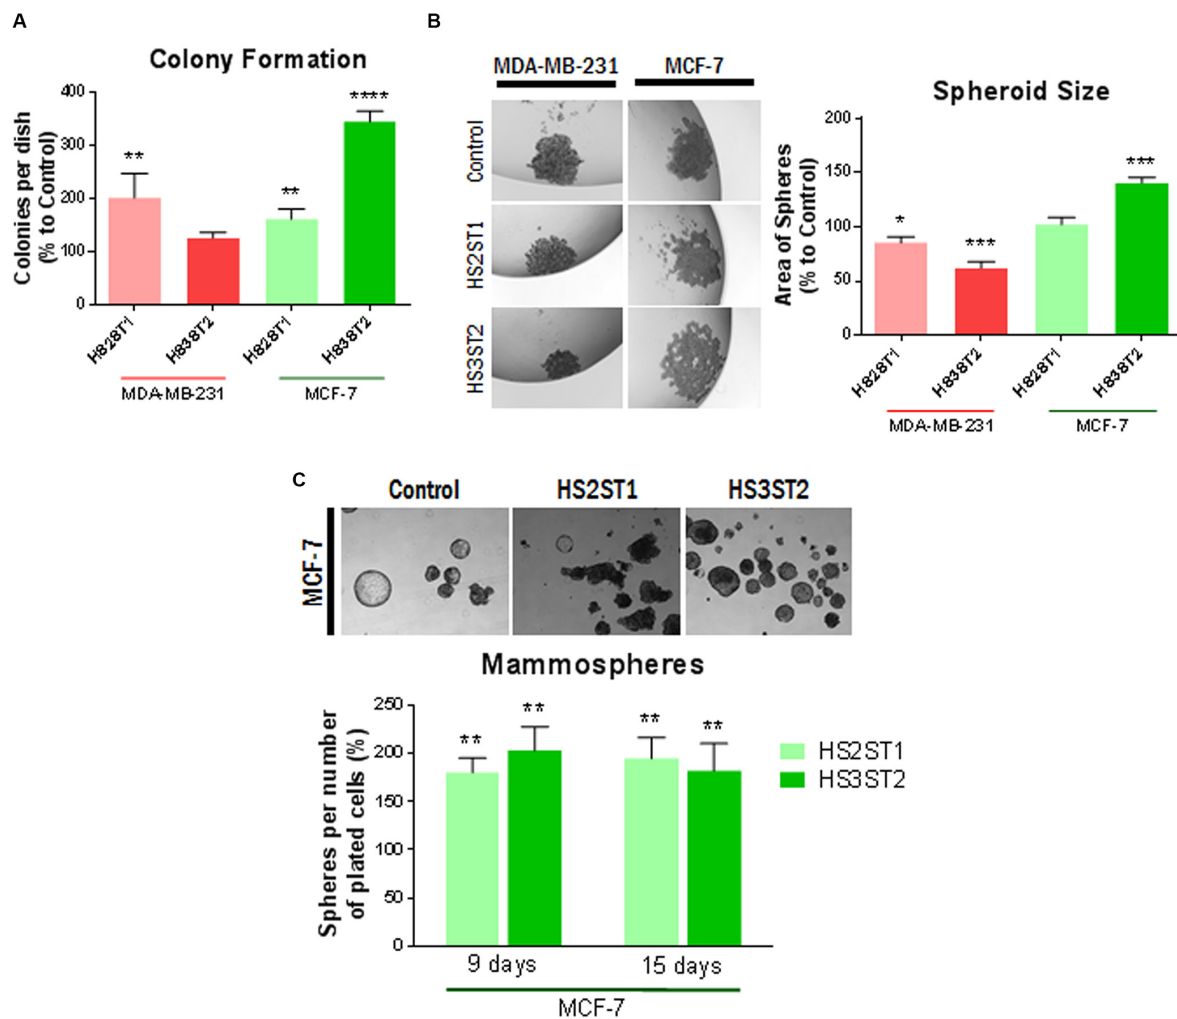 A
Colony Formation
Colonies per dish
(% to Control)
400
300
200
100
0
**
**
****
H828T1
H838T2
H828T1
H838T2
MDA-MB-231
MCF-7
B
MDA-MB-231
MCF-7
Control
HS2ST1
HS3ST2
Spheroid Size
Area of Spheres
(% to Control)
200
150
100
50
0
*
***
***
H828T1
H838T2
H828T1
H838T2
MDA-MB-231
MCF-7
C
Control
HS2ST1
HS3ST2
MCF-7
Mammospheres
Spheres per number
of plated cells (%)
250
200
150
100
50
0
**
**
**
**
HS2ST1
HS3ST2
9 days
15 days
MCF-7